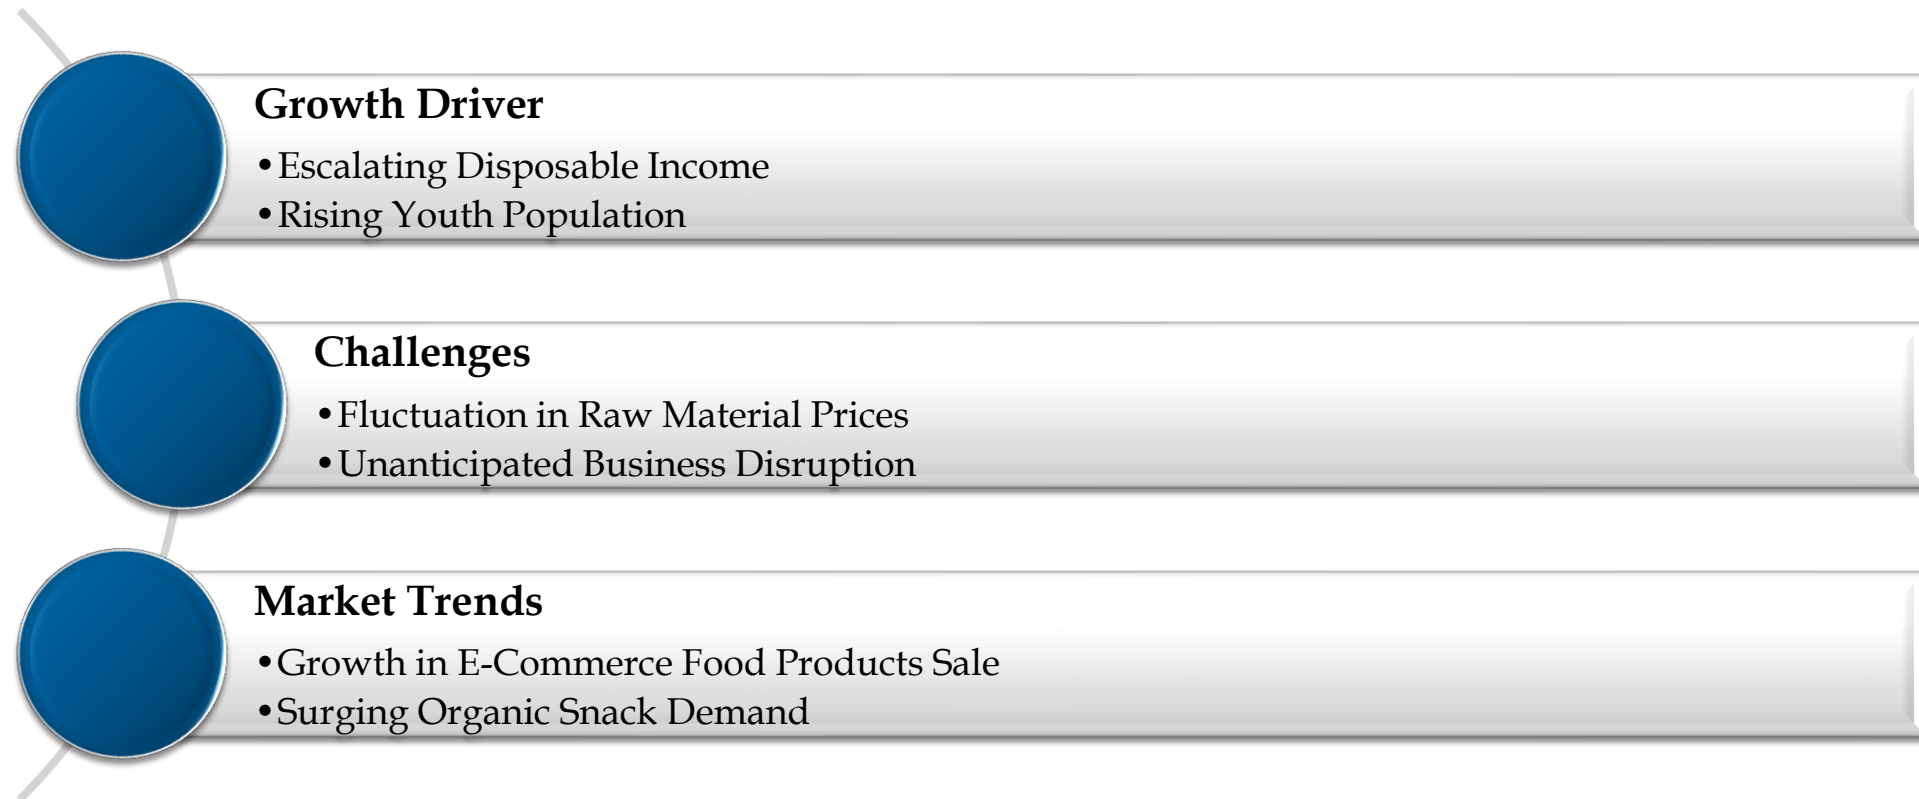 Growth Driver
•Escalating Disposable Income
•Rising Youth Population
Challenges
•Fluctuation in Raw Material Prices
•Unanticipated Business Disruption
Market Trends
•Growth in E-Commerce Food Products Sale
•Surging Organic Snack Demand